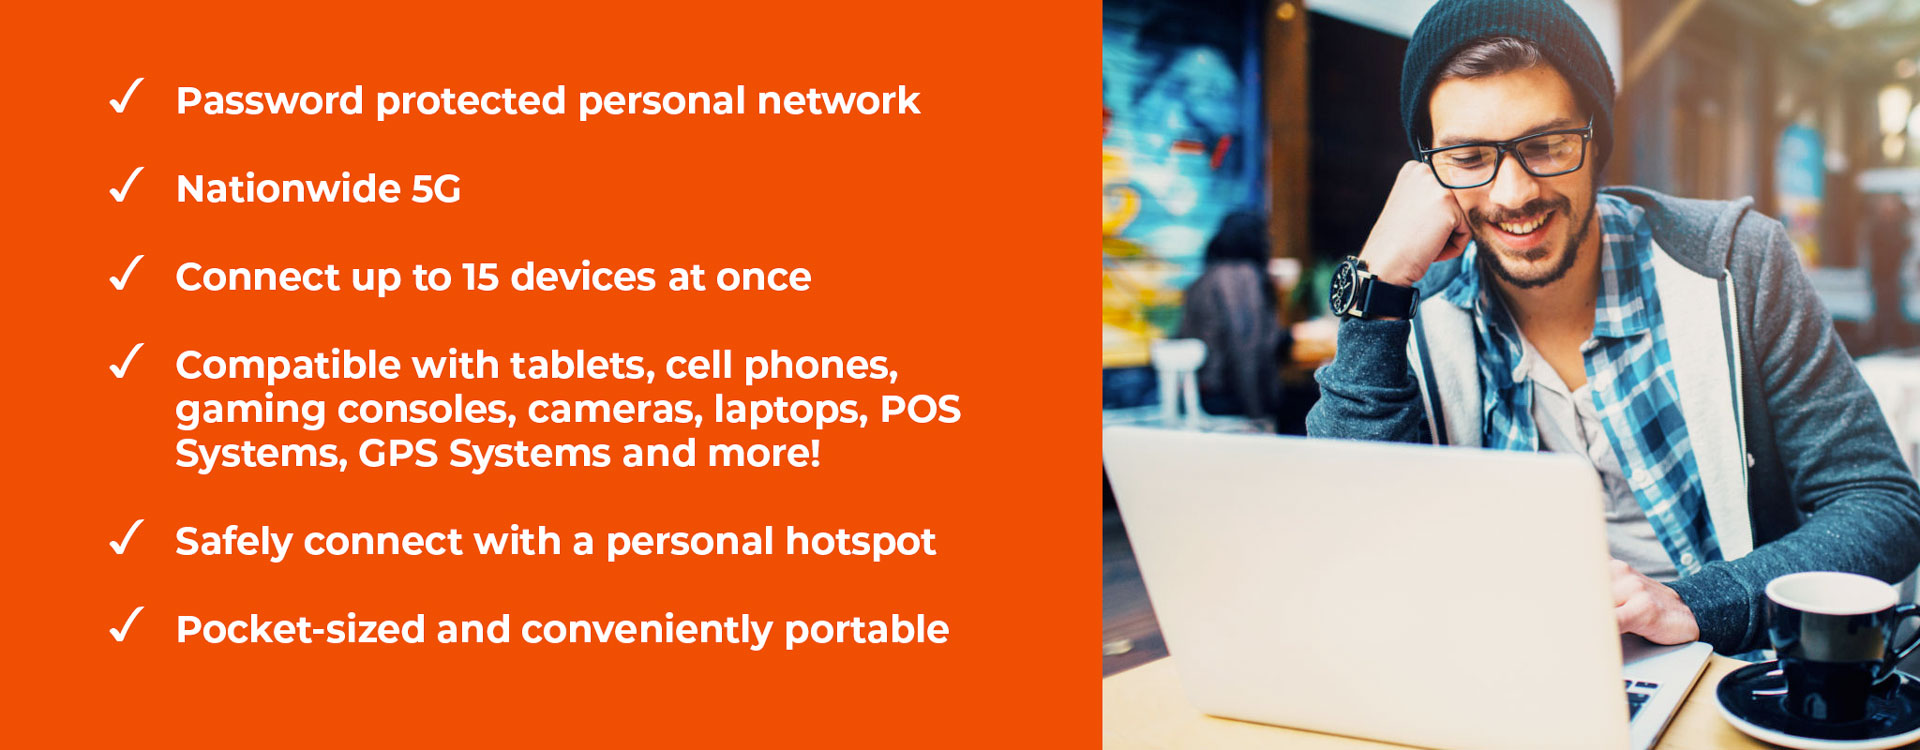 Password protected personal network
Nationwide 5G
Connect up to 15 devices at once
Compatible with tablets, cell phones,
gaming consoles, cameras, laptops, POS
Systems, GPS Systems and more!
Safely connect with a personal hotspot
Pocket-sized and conveniently portable